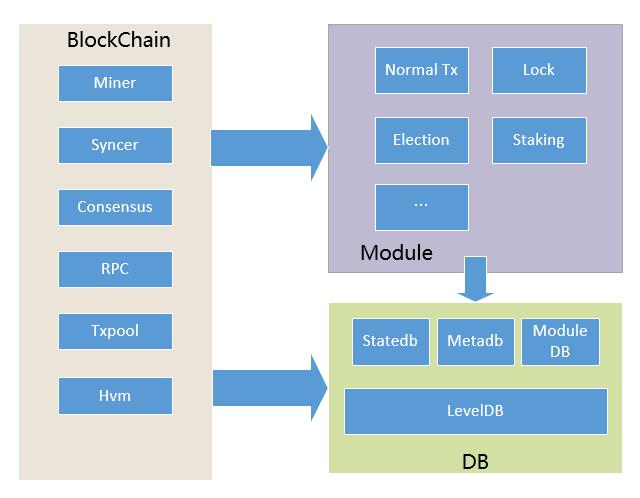 BlockChain
Miner
Syncer
Consensus
RPC
Txpool
Hvm
Normal Tx
Lock
Election
Staking
...
Module
Statedb
Metadb
Module
DB
LevelDB
DB